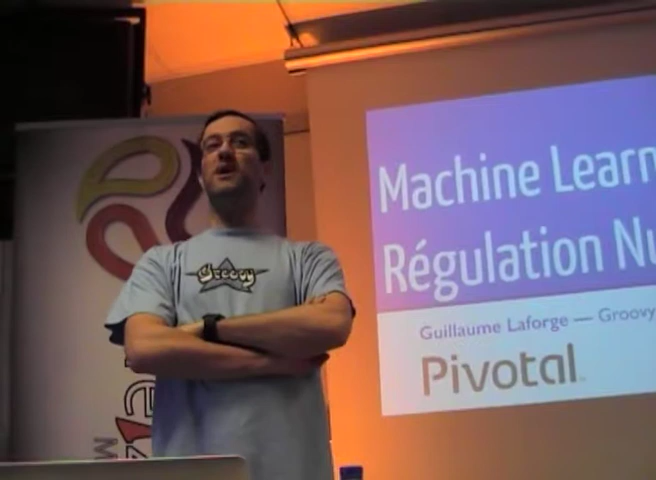 Machine Learn
Régulation Nu
Guillaume Laforge — Groovy
Pivotal
Groovy